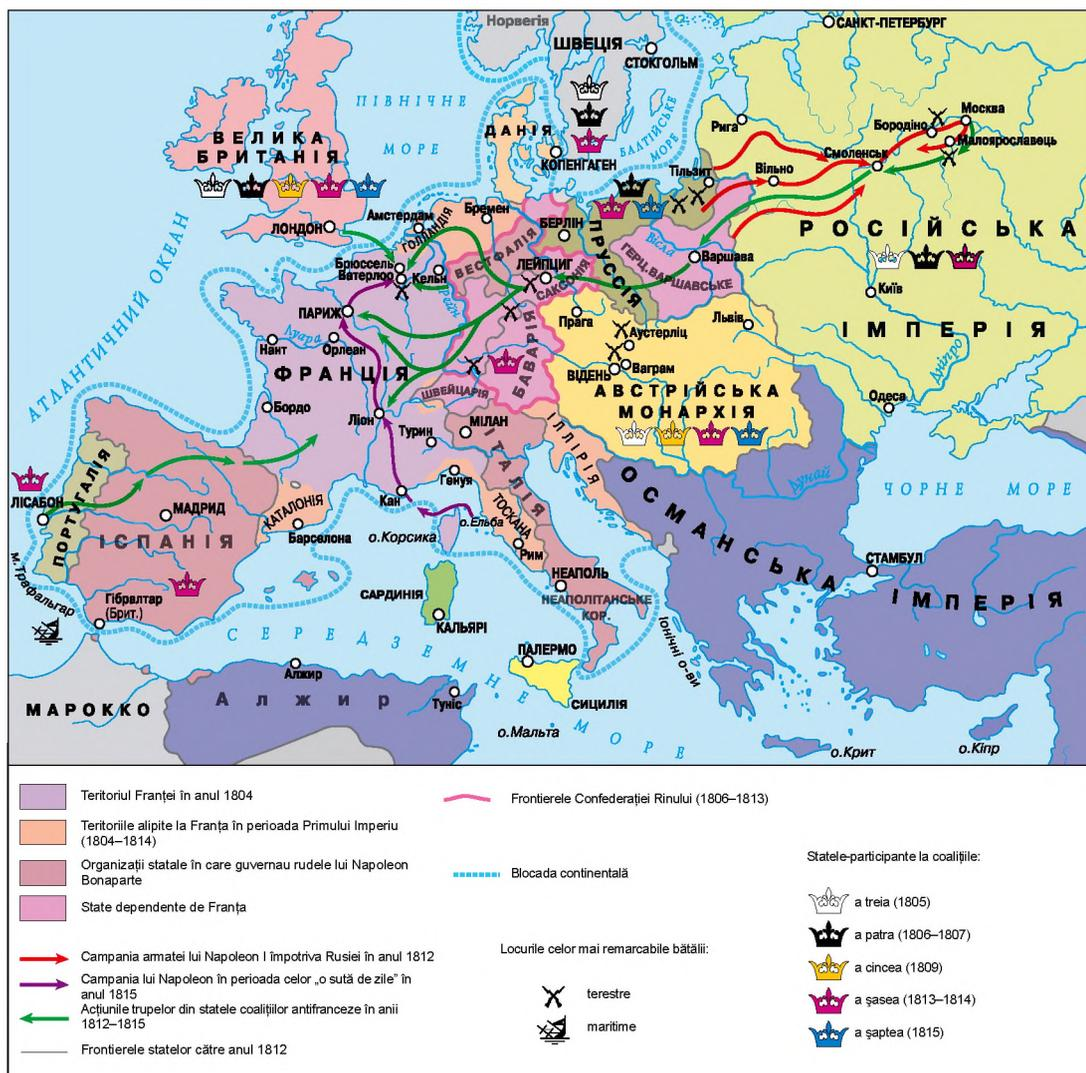 Норвегія
САНКТ-ПЕТЕРБУРГ
ШВЕЦІЯ
СТОКГОЛЬМ
ПІВНІЧНЕ
МОРЕ
ВЕЛИКА
БРИТАНІЯ
ДАНІЯ
КОПЕНГАГЕН
БАЛТІЙСЬКЕ
МОРЕ
Рига
Москва
Бородіно
Малоярославець
Смоленськ
Вільно
Тільзит
РОСІЙСЬКА
ІМПЕРІЯ
Київ
Дніпро
Одеса
ЛОНДОН
Амстердам
ГОЛЛАНДІЯ
Бремен
БЕРЛІН
ПРУССІЯ
Вісла
Варшава
ГЕРЦ. ВАРШАВСЬКЕ
Брюссель
Ватерлоо
Кельн
Рейн
ВЕСТФАЛІЯ
ЛЕЙПЦИГ
САКСОНІЯ
АТЛАНТИЧНИЙ ОКЕАН
ПАРИЖ
Луара
Орлеан
Нант
ФРАНЦІЯ
Бордо
Ліон
ШВЕЙЦАРІЯ
БАВАРІЯ
Прага
Аустерліц
Львів
ВІДЕНЬ
Ваграм
АВСТРІЙСЬКА
МОНАРХІЯ
Турин
МІЛАН
ІТАЛІЯ
ІЛЛІРІЯ
Генуя
ТОСКАНА
Рим
Кан
о.Ельба
о.Корсика
ЛІСАБОН
ПОРТУГАЛІЯ
МАДРИД
ІСПАНІЯ
КАТАЛОНІЯ
Барселона
Гібралтар
(Брит.)
м.Трафальгар
САРДИНІЯ
КАЛЬЯРІ
НЕАПОЛЬ
НЕАПОЛІТАНСЬКЕ
КОР.
ПАЛЕРМО
СИЦИЛІЯ
Іонічні о-ви
ОСМАНСЬКА
ІМПЕРІЯ
Дунай
ЧОРНЕ МОРЕ
СТАМБУЛ
СЕРЕДЗЕМНЕ МОРЕ
МАРОККО
Алжир
Алжир
Туніс
о.Мальта
о.Крит
о.Кіпр
Teritoriul Franței în anul 1804
Teritoriile alipite la Franța în perioada Primului Imperiu
(1804–1814)
Organizații statale în care guvernau rudele lui Napoleon
Bonaparte
State dependente de Franța
Campania armatei lui Napoleon I împotriva Rusiei în anul 1812
Campania lui Napoleon în perioada celor „o sută de zile” în
anul 1815
Acțiunile trupelor din statele coalițiilor antifranceze în anii
1812–1815
Frontierele statelor către anul 1812
Frontierele Confederației Rinului (1806–1813)
Blocada continentală
Locurile celor mai remarcabile bătălii:
terestre
maritime
Statele-participante la coalițiile:
a treia (1805)
a patra (1806–1807)
a cincea (1809)
a șasea (1813–1814)
a șaptea (1815)